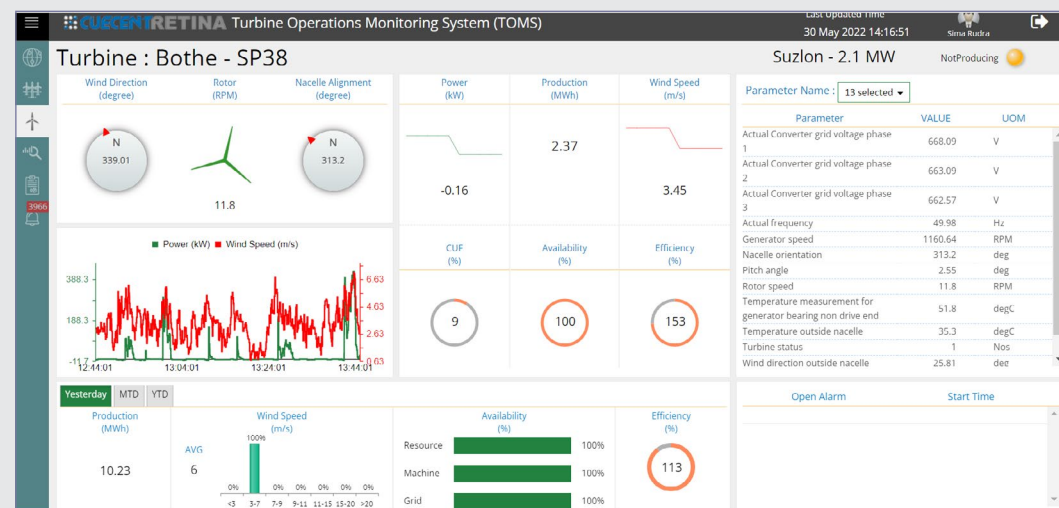 CURRENT RETINA Turbine Operations Monitoring System (TOMS)
Last Updated Time
30 May 2022 14:16:51
Sima Rudra
Turbine : Bothe - SP38
Suzlon - 2.1 MW
NotProducing
3966
Wind Direction
(degree)
Rotor
(RPM)
Nacelle Alignment
(degree)
N
339.01
11.8
N
313.2
Power (kW) Wind Speed (m/s)
388.3
188.3
-11.7
6.63
4.63
2.63
0.63
12:44:01 13:04:01 13:24:01 13:44:01
Power
(kW)
Production
(MWh)
Wind Speed
(m/s)
-0.16
2.37
3.45
CUF
(%)
Availability
(%)
Efficiency
(%)
9
100
153
Parameter Name : 13 selected
Parameter VALUE UOM
Actual Converter grid voltage phase
1 668.09 V
Actual Converter grid voltage phase
2 663.09 V
Actual Converter grid voltage phase
3 662.57 V
Actual frequency 49.98 Hz
Generator speed 1160.64 RPM
Nacelle orientation 313.2 deg
Pitch angle 2.55 deg
Rotor speed 11.8 RPM
Temperature measurement for
generator bearing non drive end 51.8 degC
Temperature outside nacelle 35.3 degC
Turbine status 1 Nos
Wind direction outside nacelle 25.81 deg
Yesterday MTD YTD
Production
(MWh)
10.23
Wind Speed
(m/s)
AVG
6
100%
0% 0% 0% 0% 0% 0%
<3 3-7 7-9 9-11 11-15 15-20 >20
Availability
(%)
Resource 100%
Machine 100%
Grid 100%
Efficiency
(%)
113
Open Alarm Start Time